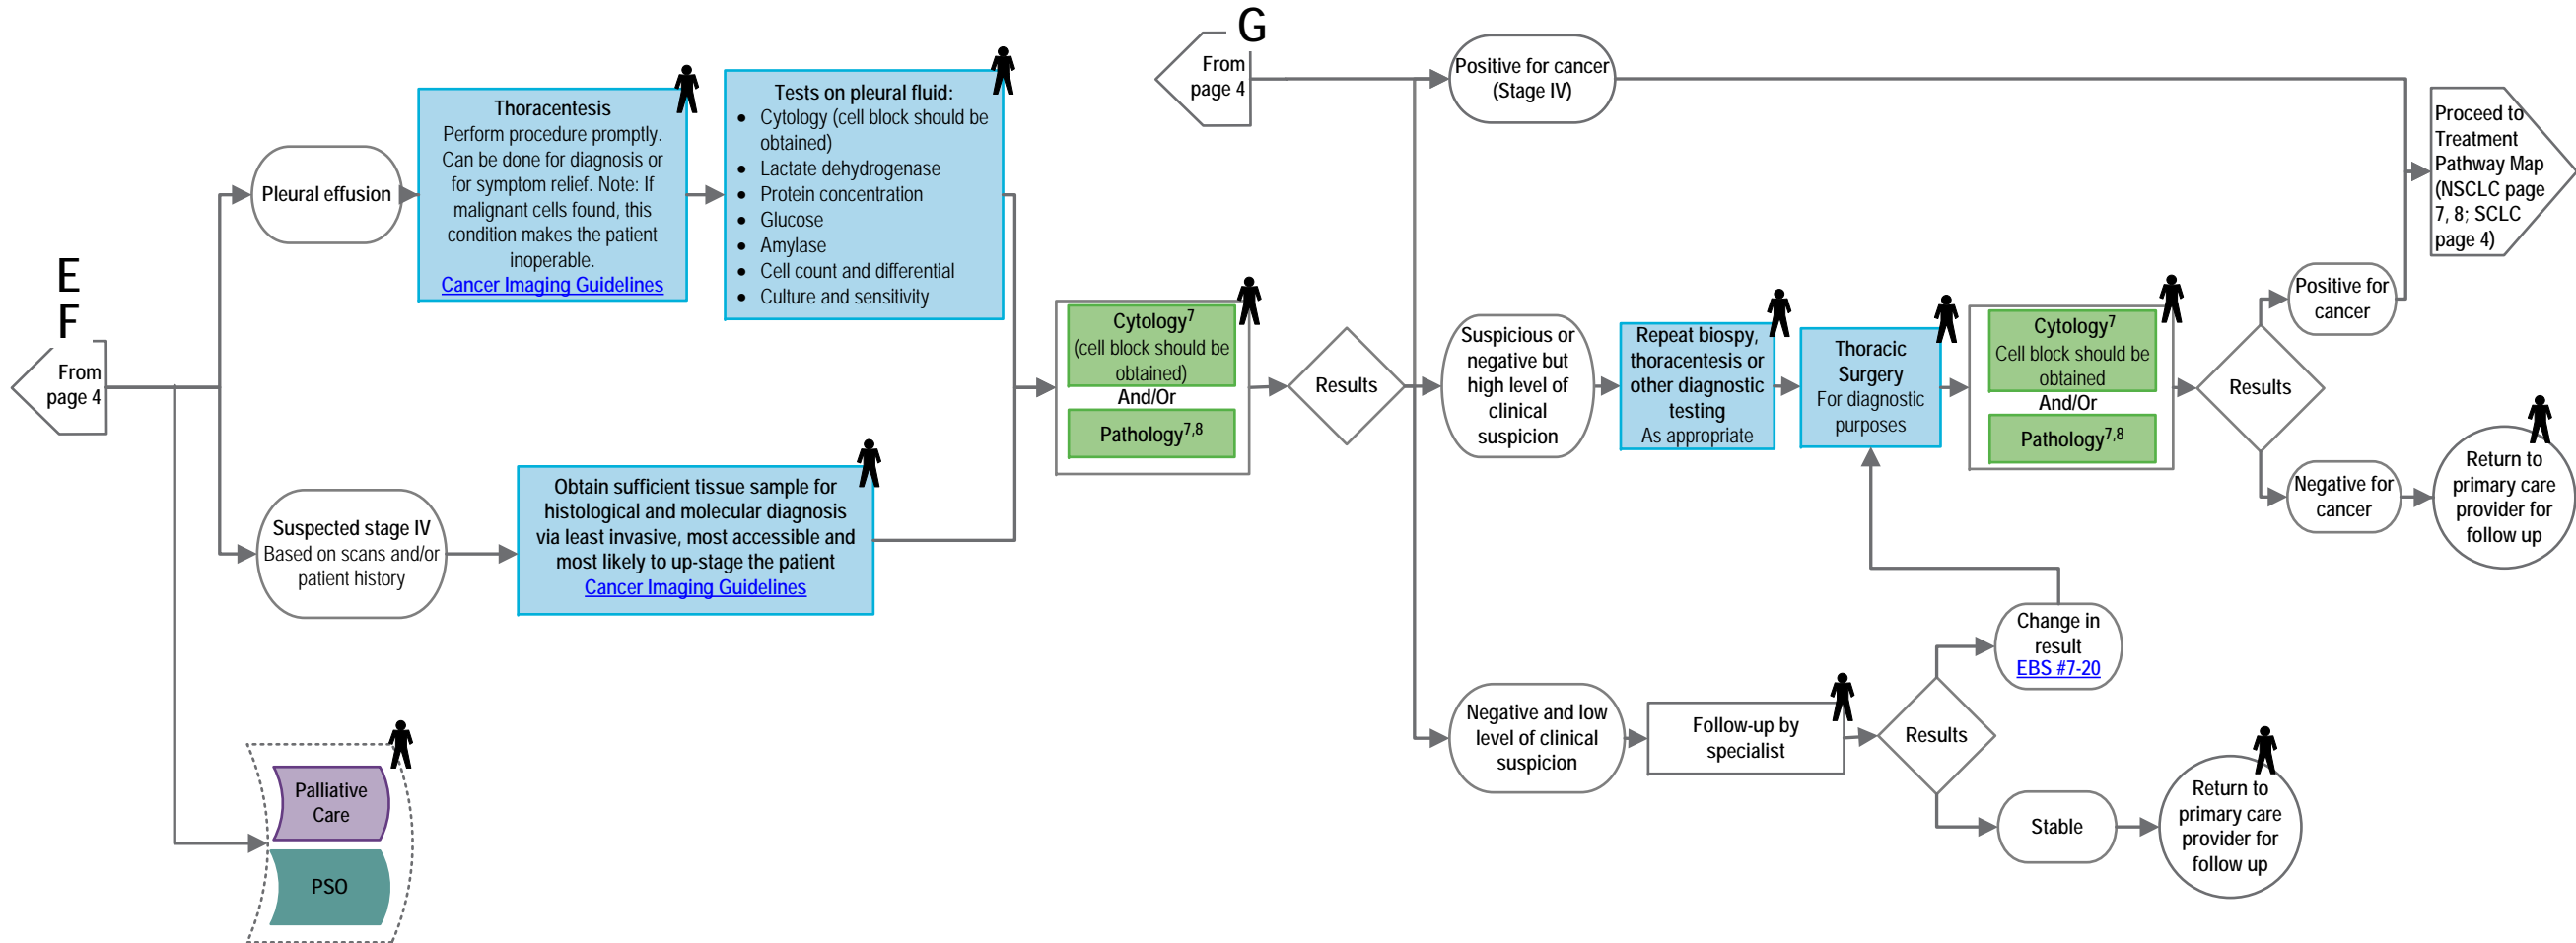 E
F
From
page 4
Pleural effusion
Thoracentesis
Perform procedure promptly.
Can be done for diagnosis or
for symptom relief. Note: If
malignant cells found, this
condition makes the patient
inoperable.
Cancer Imaging Guidelines
Tests on pleural fluid:
• Cytology (cell block should be
obtained)
• Lactate dehydrogenase
• Protein concentration
• Glucose
• Amylase
• Cell count and differential
• Culture and sensitivity
Suspected stage IV
Based on scans and/or
patient history
Obtain sufficient tissue sample for
histological and molecular diagnosis
via least invasive, most accessible and
most likely to up-stage the patient
Cancer Imaging Guidelines
Palliative
Care
PSO
Cytology7
(cell block should be
obtained)
And/Or
Pathology7,8
Results
G
From
page 4
Positive for cancer
(Stage IV)
Suspicious or
negative but
high level of
clinical
suspicion
Repeat biospy,
thoracentesis or
other diagnostic
testing
As appropriate
Thoracic
Surgery
For diagnostic
purposes
Cytology7
Cell block should be
obtained
And/Or
Pathology7,8
Results
Positive for
cancer
Proceed to
Treatment
Pathway Map
(NSCLC page
7, 8; SCLC
page 4)
Negative for
cancer
Return to
primary care
provider for
follow up
Negative and low
level of clinical
suspicion
Follow-up by
specialist
Results
Change in
result
EBS #7-20
Stable
Return to
primary care
provider for
follow up